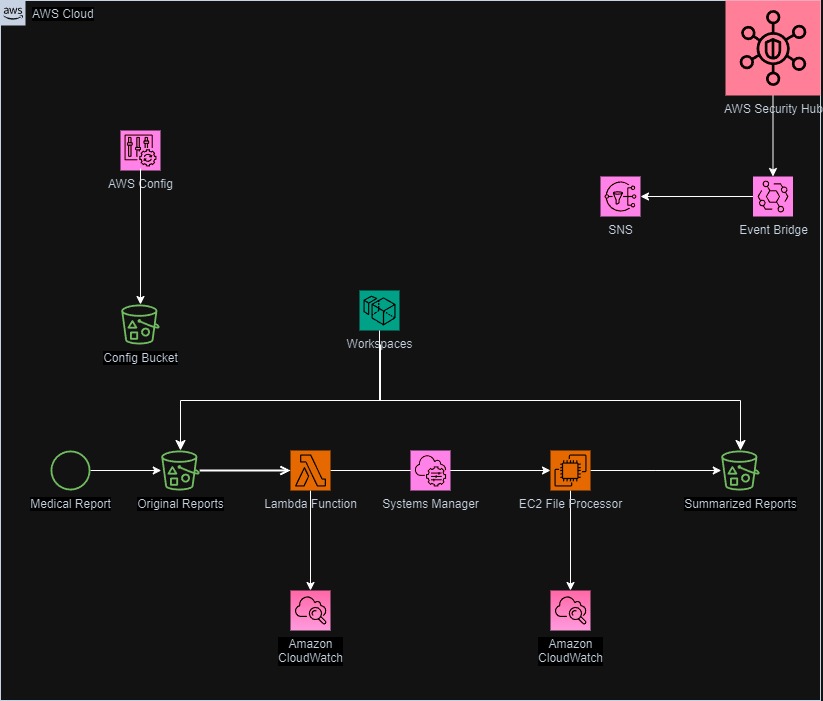 aws
AWS Cloud
AWS Security Hub
AWS Config
SNS
Event Bridge
Config Bucket
Workspaces
Medical Report
Original Reports
Lambda Function
Systems Manager
EC2 File Processor
Summarized Reports
Amazon
CloudWatch
Amazon
CloudWatch